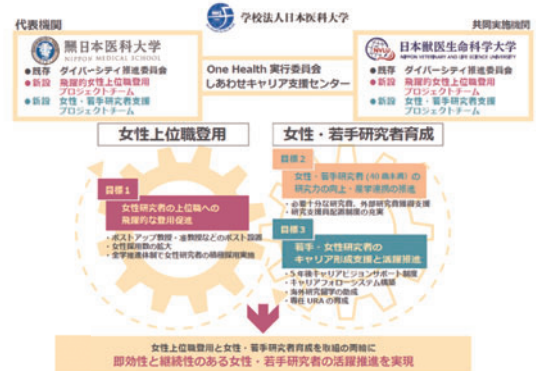 学校法人日本医科大学
代表機関
共同実施機関
日本医科大学
NIPPON MEDICAL SCHOOL
●既存 ダイバーシティ推進委員会
●新設 飛躍的女性上位職登用
プロジェクトチーム
●新設 女性・若手研究者支援
プロジェクトチーム
One Health 実行委員会
しあわせキャリア支援センター
日本獣医生命科学大学
NIPPON VETERINARY AND LIFE SCIENCE UNIVERSITY
●既存 ダイバーシティ推進委員会
●新設 飛躍的女性上位職登用
プロジェクトチーム
●新設 女性・若手研究者支援
プロジェクトチーム
女性上位職登用
女性・若手研究者育成
目標1
女性研究者の上位職への
飛躍的な登用促進
・ポストアップ教授・准教授などのポスト設置
・女性採用数の拡大
・全学推進体制で女性研究者の積極採用実施
目標2
女性・若手研究者(40歳未満)の
研究力の向上・産学連携の推進
・必要十分な研究費、外部研究費獲得支援
・研究支援員配置制度の充実
目標3
若手・女性研究者の
キャリア形成支援と活躍推進
・5年後キャリアビジョンサポート制度
・キャリアフォローシステム構築
・海外研究留学の助成
・専任URAの育成
女性上位職登用と女性・若手研究者育成を取組の両輪に
即効性と継続性のある女性・若手研究者の活躍推進を実現